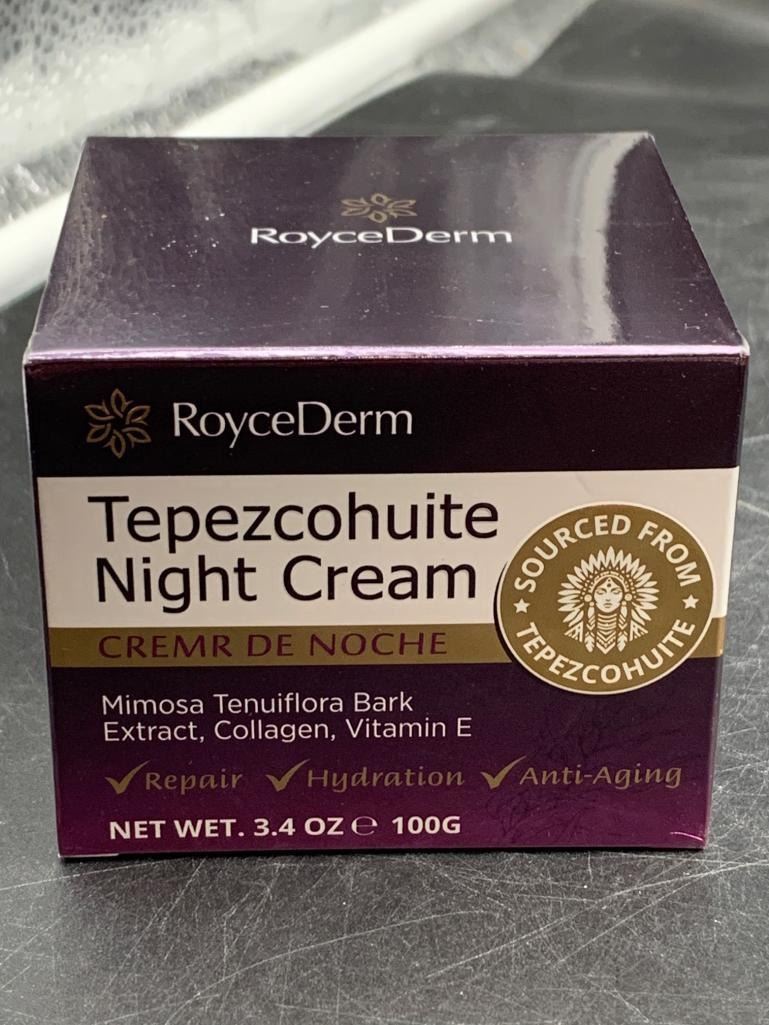 RoyceDerm
RoyceDerm
Tepezcohuite
Night Cream
CREMR DE NOCHE
SOURCED FROM
TEPEZCOHUITE
Mimosa Tenuiflora Bark
Extract, Collagen, Vitamin E
✓Repair ✓Hydration ✓Anti-Aging
NET WET. 3.4 OZ ℮ 100G